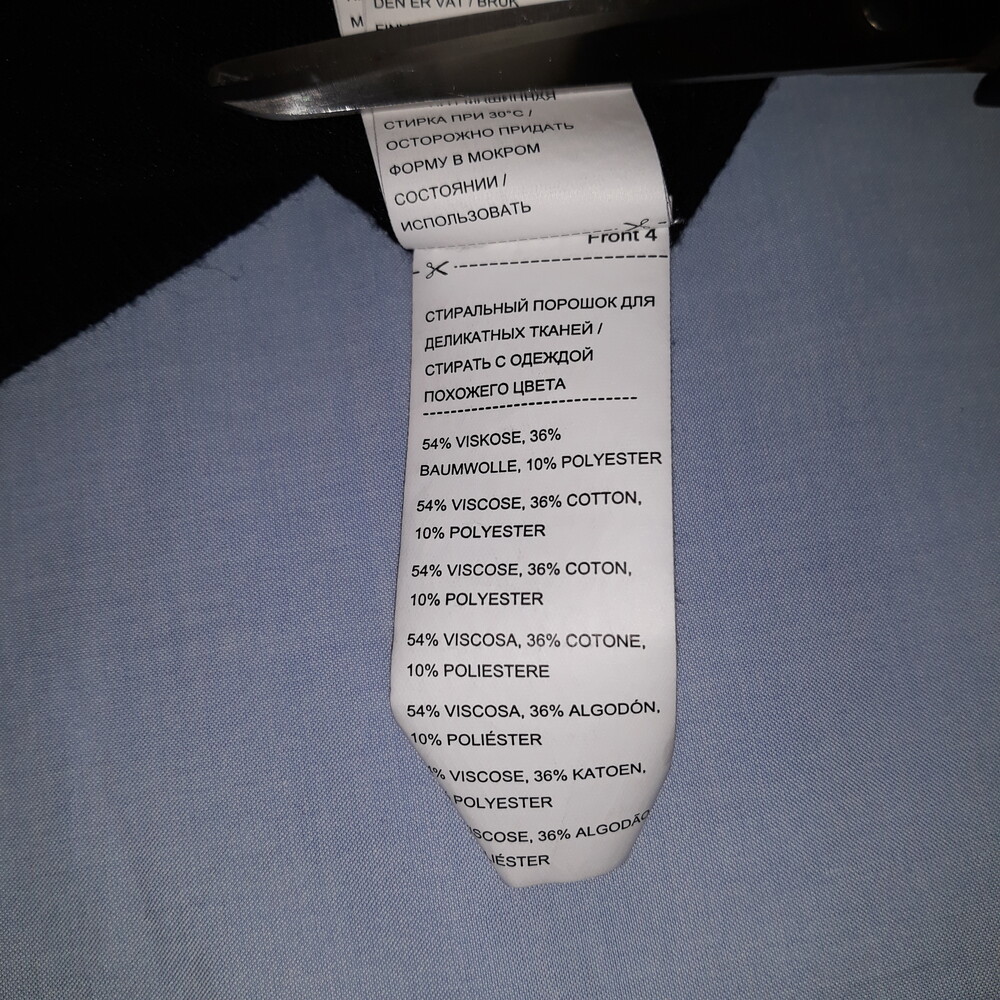 DEN ER VÅT / BRUK
СТИРКА ПРИ 30°C /
ОСТОРОЖНО ПРИДАТЬ
ФОРМУ В МОКРОМ
СОСТОЯНИИ /
ИСПОЛЬЗОВАТЬ
Front 4
СТИРАЛЬНЫЙ ПОРОШОК ДЛЯ
ДЕЛИКАТНЫХ ТКАНЕЙ /
СТИРАТЬ С ОДЕЖДОЙ
ПОХОЖЕГО ЦВЕТА
54% VISKOSE, 36%
BAUMWOLLE, 10% POLYESTER
54% VISCOSE, 36% COTTON,
10% POLYESTER
54% VISCOSE, 36% COTON,
10% POLYESTER
54% VISCOSA, 36% COTONE,
10% POLIESTERE
54% VISCOSA, 36% ALGODÓN,
10% POLIÉSTER
VISCOSE, 36% KATOEN,
POLYESTER
36% ALGODÃO